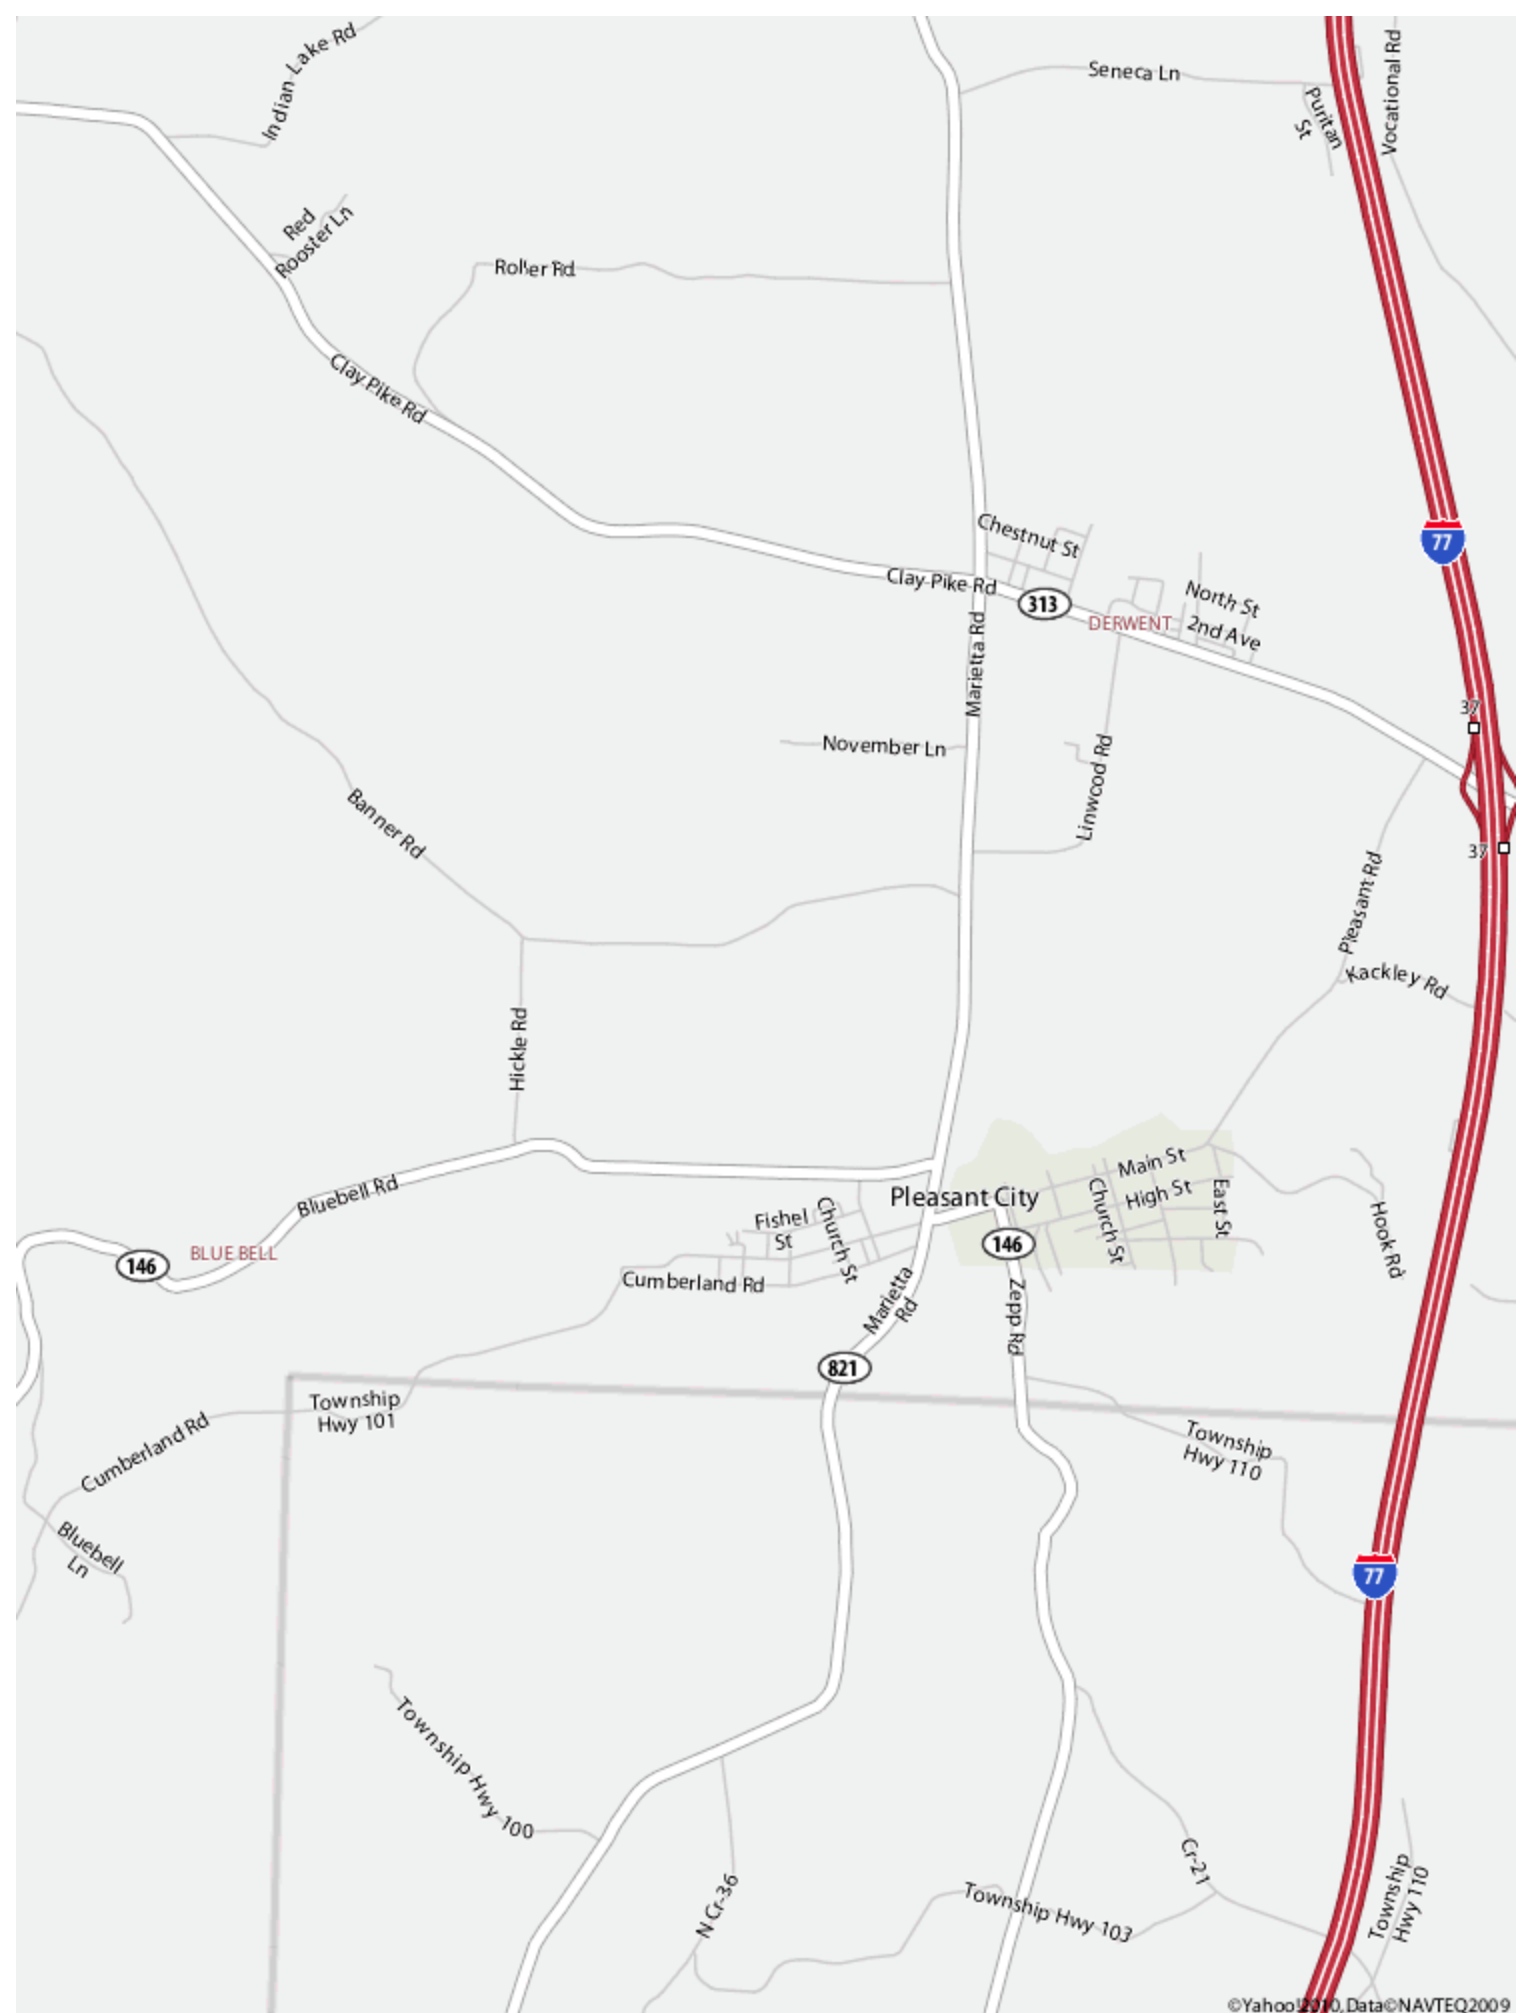 Indian Lake Rd
Seneca Ln
Vocational Rd
Puritan
St
Red
Rooster Ln
Roller Rd
Clay Pike Rd
Chestnut St
77
Clay Pike Rd
313
North St
DERWENT
2nd Ave
Marietta Rd
37
November Ln
Linwood Rd
Banner Rd
37
Pleasant Rd
Kackley Rd
Hickle Rd
Main St
Bluebell Rd
Pleasant City
High St
Church St
East St
Fishel
St
Church St
Hook Rd
146
BLUE BELL
146
Cumberland Rd
Marietta
Rd
Zepp Rd
821
Township
Hwy 101
Cumberland Rd
Township
Hwy 110
Bluebell
Ln
77
Township Hwy 100
Cr-21
N Cr-36
Township Hwy 103
Township
Hwy 110
©Yahoo!2010,Data©NAVTEQ2009